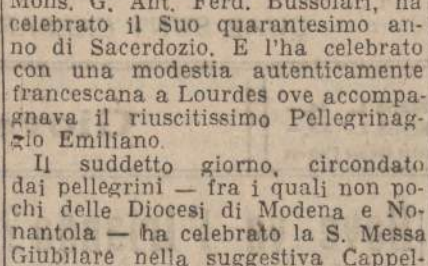 Mons. G. Ant. Ferd. Bussolari, ha
celebrato il Suo quarantesimo an-
no di Sacerdozio. E l'ha celebrato
con una modestia autenticamente
francescana a Lourdes ove accompa-
gnava il riuscitissimo Pellegrinag-
gio Emiliano.
Il suddetto giorno, circondato
dai pellegrini — fra i quali non po-
chi delle Diocesi di Modena e No-
nantola — ha celebrato la S. Messa
Giubilare nella suggestiva Cappel-